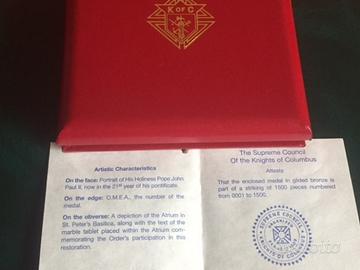 K OF C
Artistic Characteristics
On the face: Portrait of His Holiness Pope John
Paul II, now in the 21st year of his pontificate.
On the edge: O.M.E.A., the number of the
medal.
On the obverse: A depiction of the Atrium in
St. Peter's Basilica, along with the text of the
marble tablet placed within the Atrium com-
memorating the Order's participation in this
restoration.
The Supreme Council
Of the Knights of Columbus
Attests
That the enclosed medal in gilded bronze is
part of a striking of 1500 pieces numbered
from 0001 to 1500.
SUPREME COUNCIL
KNIGHTS OF COLUMBUS
subito